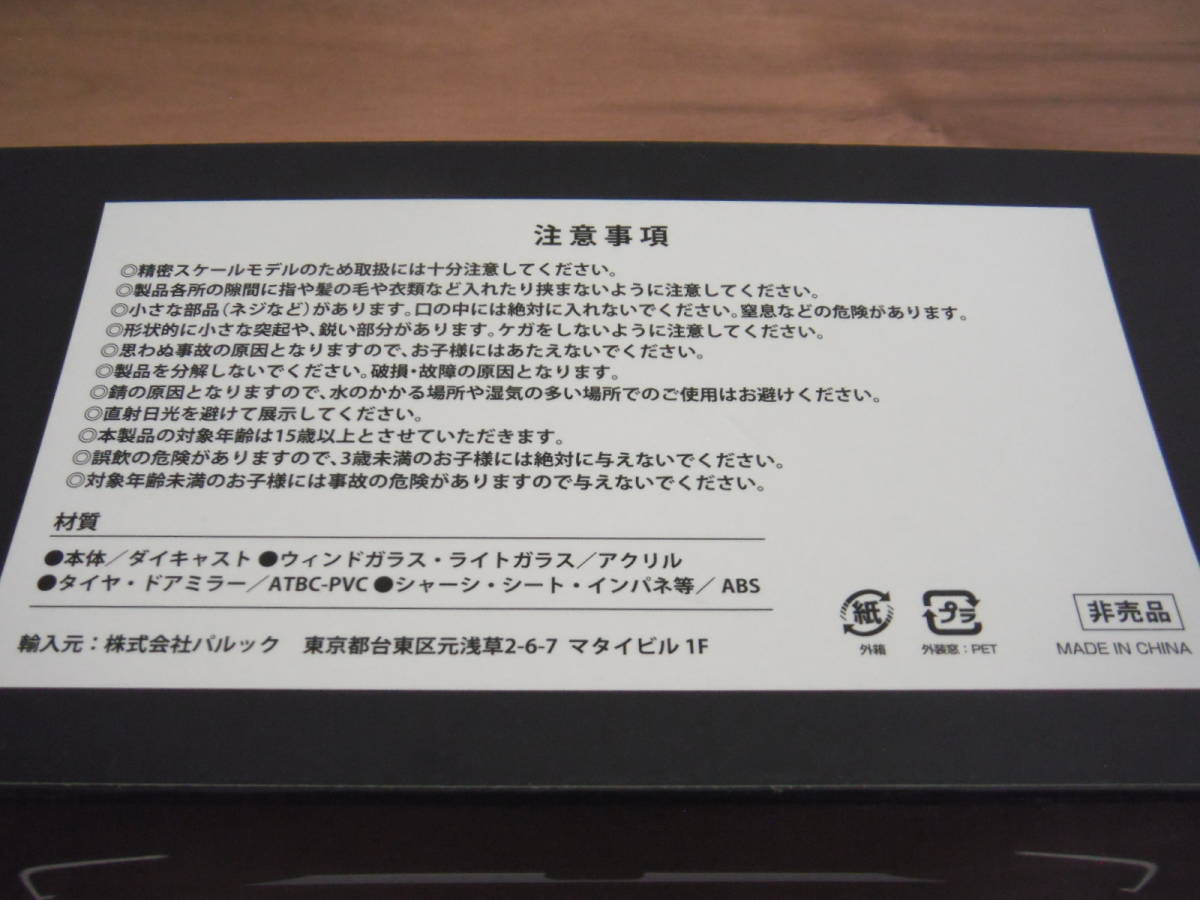 注意事項
◎精密スケールモデルのため取扱には十分注意してください。
◎製品各所の隙間に指や髪の毛や衣類など入れたり挟まないように注意してください。
◎小さな部品(ネジなど)があります。口の中には絶対に入れないでください。窒息などの危険があります。
◎形状的に小さな突起や、鋭い部分があります。ケガをしないように注意してください。
◎思わぬ事故の原因となりますので、お子様にはあたえないでください。
◎製品を分解しないでください。破損・故障の原因となります。
◎錆の原因となりますので、水のかかる場所や湿気の多い場所でのご使用はお避けください。
◎直射日光を避けて展示してください。
◎本製品の対象年齢は15歳以上とさせていただきます。
◎誤飲の危険がありますので、3歳未満のお子様には絶対に与えないでください。
◎対象年齢未満のお子様には事故の危険がありますので与えないでください。
材質
●本体/ダイキャスト ●ウィンドガラス・ライトガラス/アクリル
●タイヤ・ドアミラー/ATBC-PVC ●シャーシ・シート・インパネ等/ABS
輸入元:株式会社パルック 東京都台東区元浅草2-6-7 マタイビル1F
紙
外箱
プラ
外装窓:PET
非売品
MADE IN CHINA